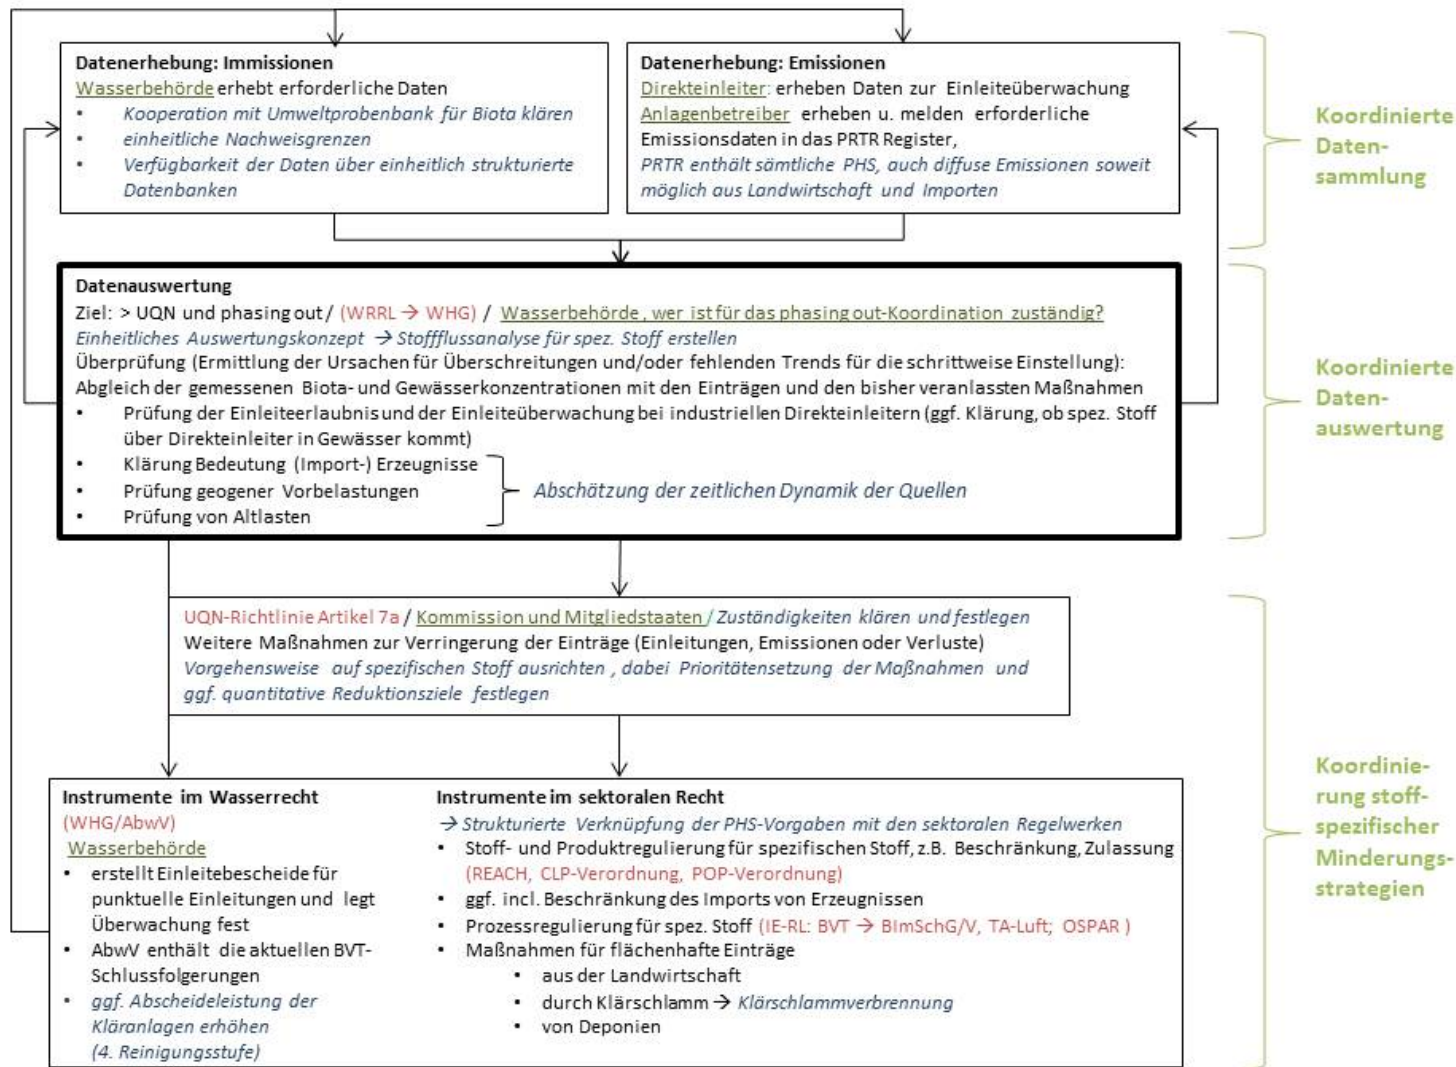 Datenerhebung: Immissionen
Wasserbehörde erhebt erforderliche Daten
• Kooperation mit Umweltprobenbank für Biota klären
• einheitliche Nachweisgrenzen
• Verfügbarkeit der Daten über einheitlich strukturierte
Datenbanken
Datenerhebung: Emissionen
Direkteinleiter: erheben Daten zur Einleiteüberwachung
Anlagenbetreiber erheben u. melden erforderliche
Emissionsdaten in das PRTR Register,
PRTR enthält sämtliche PHS, auch diffuse Emissionen soweit
möglich aus Landwirtschaft und Importen
Koordinierte
Daten-
sammlung
Datenauswertung
Ziel: > UQN und phasing out / (WRRL → WHG) / Wasserbehörde, wer ist für das phasing out-Koordination zuständig?
Einheitliches Auswertungskonzept → Stoffflussanalyse für spez. Stoff erstellen
Überprüfung (Ermittlung der Ursachen für Überschreitungen und/oder fehlenden Trends für die schrittweise Einstellung):
Abgleich der gemessenen Biota- und Gewässerkonzentrationen mit den Einträgen und den bisher veranlassten Maßnahmen
• Prüfung der Einleiteerlaubnis und der Einleiteüberwachung bei industriellen Direkteinleitern (ggf. Klärung, ob spez. Stoff
über Direkteinleiter in Gewässer kommt)
• Klärung Bedeutung (Import-) Erzeugnisse
• Prüfung geogener Vorbelastungen
• Prüfung von Altlasten
Abschätzung der zeitlichen Dynamik der Quellen
Koordinierte
Daten-
auswertung
UQN-Richtlinie Artikel 7a / Kommission und Mitgliedstaaten / Zuständigkeiten klären und festlegen
Weitere Maßnahmen zur Verringerung der Einträge (Einleitungen, Emissionen oder Verluste)
Vorgehensweise auf spezifischen Stoff ausrichten , dabei Prioritätensetzung der Maßnahmen und
ggf. quantitative Reduktionsziele festlegen
Instrumente im Wasserrecht
(WHG/AbwV)
Wasserbehörde
• erstellt Einleitebescheide für
punktuelle Einleitungen und legt
Überwachung fest
• AbwV enthält die aktuellen BVT-
Schlussfolgerungen
• ggf. Abscheideleistung der
Kläranlagen erhöhen
(4. Reinigungsstufe)
Instrumente im sektoralen Recht
→ Strukturierte Verknüpfung der PHS-Vorgaben mit den sektoralen Regelwerken
• Stoff- und Produktregulierung für spezifischen Stoff, z.B. Beschränkung, Zulassung
(REACH, CLP-Verordnung, POP-Verordnung)
• ggf. incl. Beschränkung des Imports von Erzeugnissen
• Prozessregulierung für spez. Stoff (IE-RL: BVT → BImSchG/V, TA-Luft; OSPAR )
• Maßnahmen für flächenhafte Einträge
• aus der Landwirtschaft
• durch Klärschlamm → Klärschlammverbrennung
• von Deponien
Koordinie-
rung stoff-
spezifischer
Minderungs-
strategien